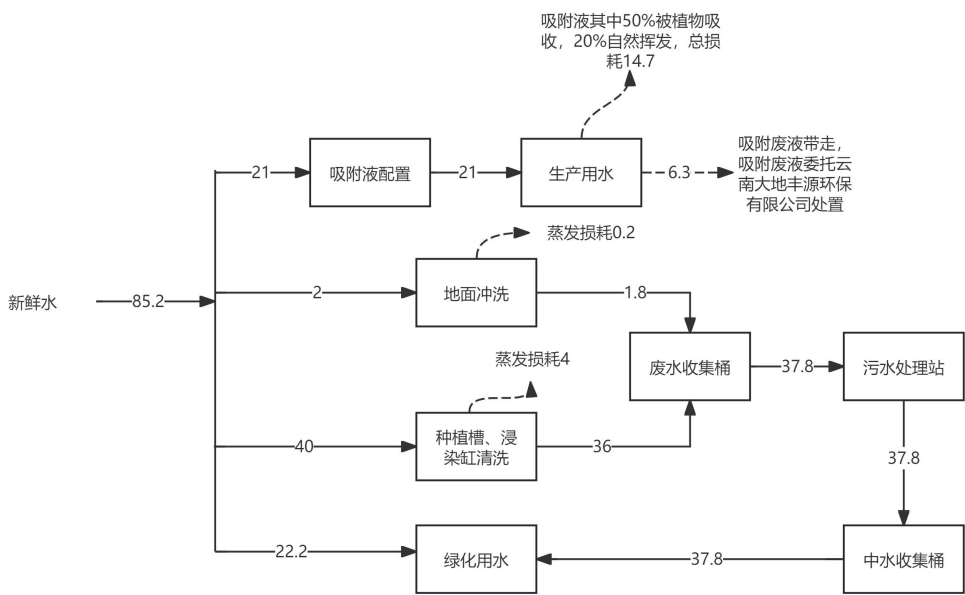 吸附液其中50%被植物吸
收，20%自然挥发，总损
耗14.7
21
吸附液配置
21
生产用水
6.3
吸附废液带走，
吸附废液委托云
南大地丰源环保
有限公司处置
蒸发损耗0.2
新鲜水
85.2
2
地面冲洗
1.8
蒸发损耗4
废水收集桶
37.8
污水处理站
40
种植槽、浸
染缸清洗
36
37.8
22.2
绿化用水
37.8
中水收集桶